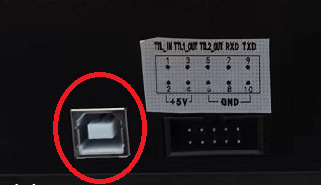 TTL_IN TTL1_OUT TTL2_OUT RXD TXD
1 3 5 7 9
2 4 6 8 10
+5V GND